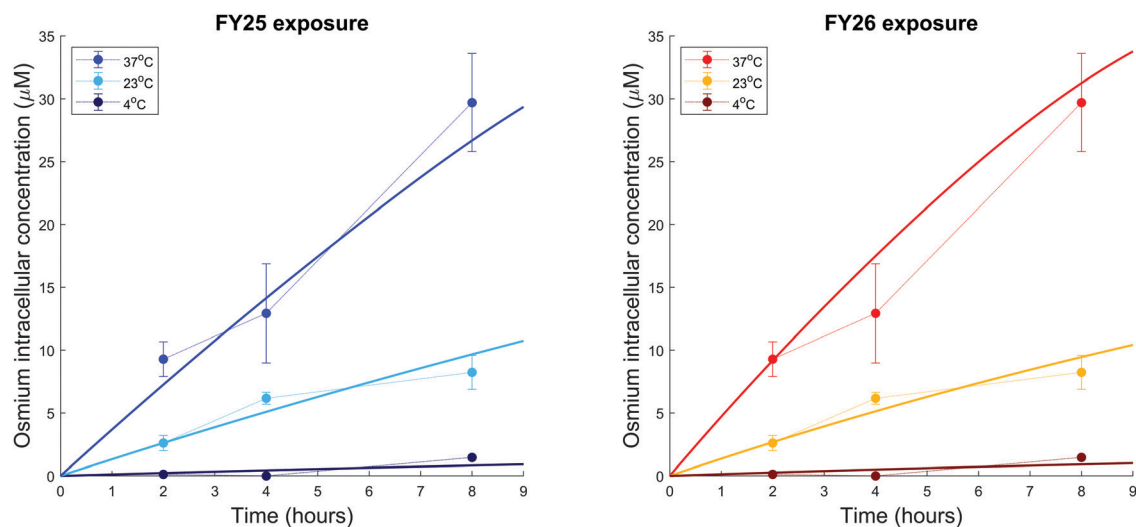 FY25 exposure
Osmium intracellular concentration (μM)
35
30
25
20
15
10
5
0
37°C
23°C
4°C
0 1 2 3 4 5 6 7 8 9
Time (hours)
FY26 exposure
Osmium intracellular concentration (μM)
35
30
25
20
15
10
5
0
37°C
23°C
4°C
0 1 2 3 4 5 6 7 8 9
Time (hours)